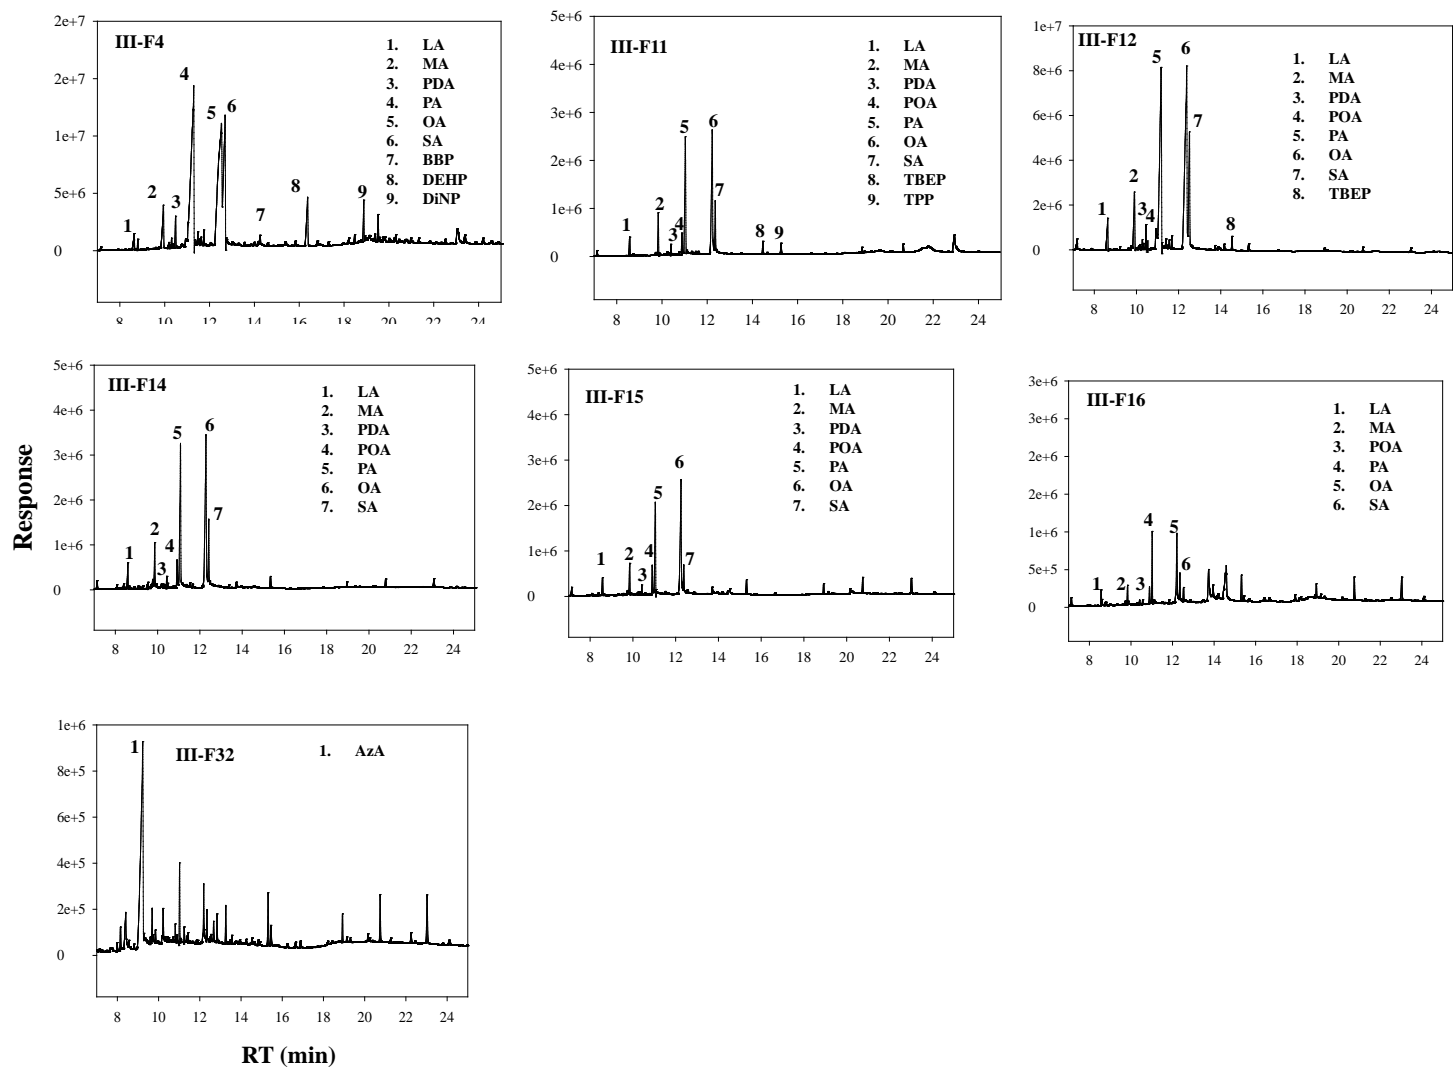 III-F4
1. LA
2. MA
3. PDA
4. PA
5. OA
6. SA
7. BBP
8. DEHP
9. DiNP
2e+7
2e+7
1e+7
5e+6
0
1
2
3
4
5
6
7
8
9
8 10 12 14 16 18 20 22 24
III-F11
1. LA
2. MA
3. PDA
4. POA
5. PA
6. OA
7. SA
8. TBEP
9. TPP
5e+6
4e+6
3e+6
2e+6
1e+6
0
1
2
3
4
5
6
7
8
9
8 10 12 14 16 18 20 22 24
III-F12
1. LA
2. MA
3. PDA
4. POA
5. PA
6. OA
7. SA
8. TBEP
1e+7
8e+6
6e+6
4e+6
2e+6
0
1
2
3
4
5
6
7
8
8 10 12 14 16 18 20 22 24
III-F14
1. LA
2. MA
3. PDA
4. POA
5. PA
6. OA
7. SA
5e+6
4e+6
3e+6
2e+6
1e+6
0
1
2
3
4
5
6
7
8 10 12 14 16 18 20 22 24
III-F15
1. LA
2. MA
3. PDA
4. POA
5. PA
6. OA
7. SA
5e+6
4e+6
3e+6
2e+6
1e+6
0
1
2
3
4
5
6
7
8 10 12 14 16 18 20 22 24
III-F16
1. LA
2. MA
3. POA
4. PA
5. OA
6. SA
3e+6
3e+6
2e+6
2e+6
1e+6
5e+5
0
1
2
3
4
5
6
8 10 12 14 16 18 20 22 24
Response
III-F32
1. AzA
1e+6
8e+5
6e+5
4e+5
2e+5
0
1
8 10 12 14 16 18 20 22 24
RT (min)